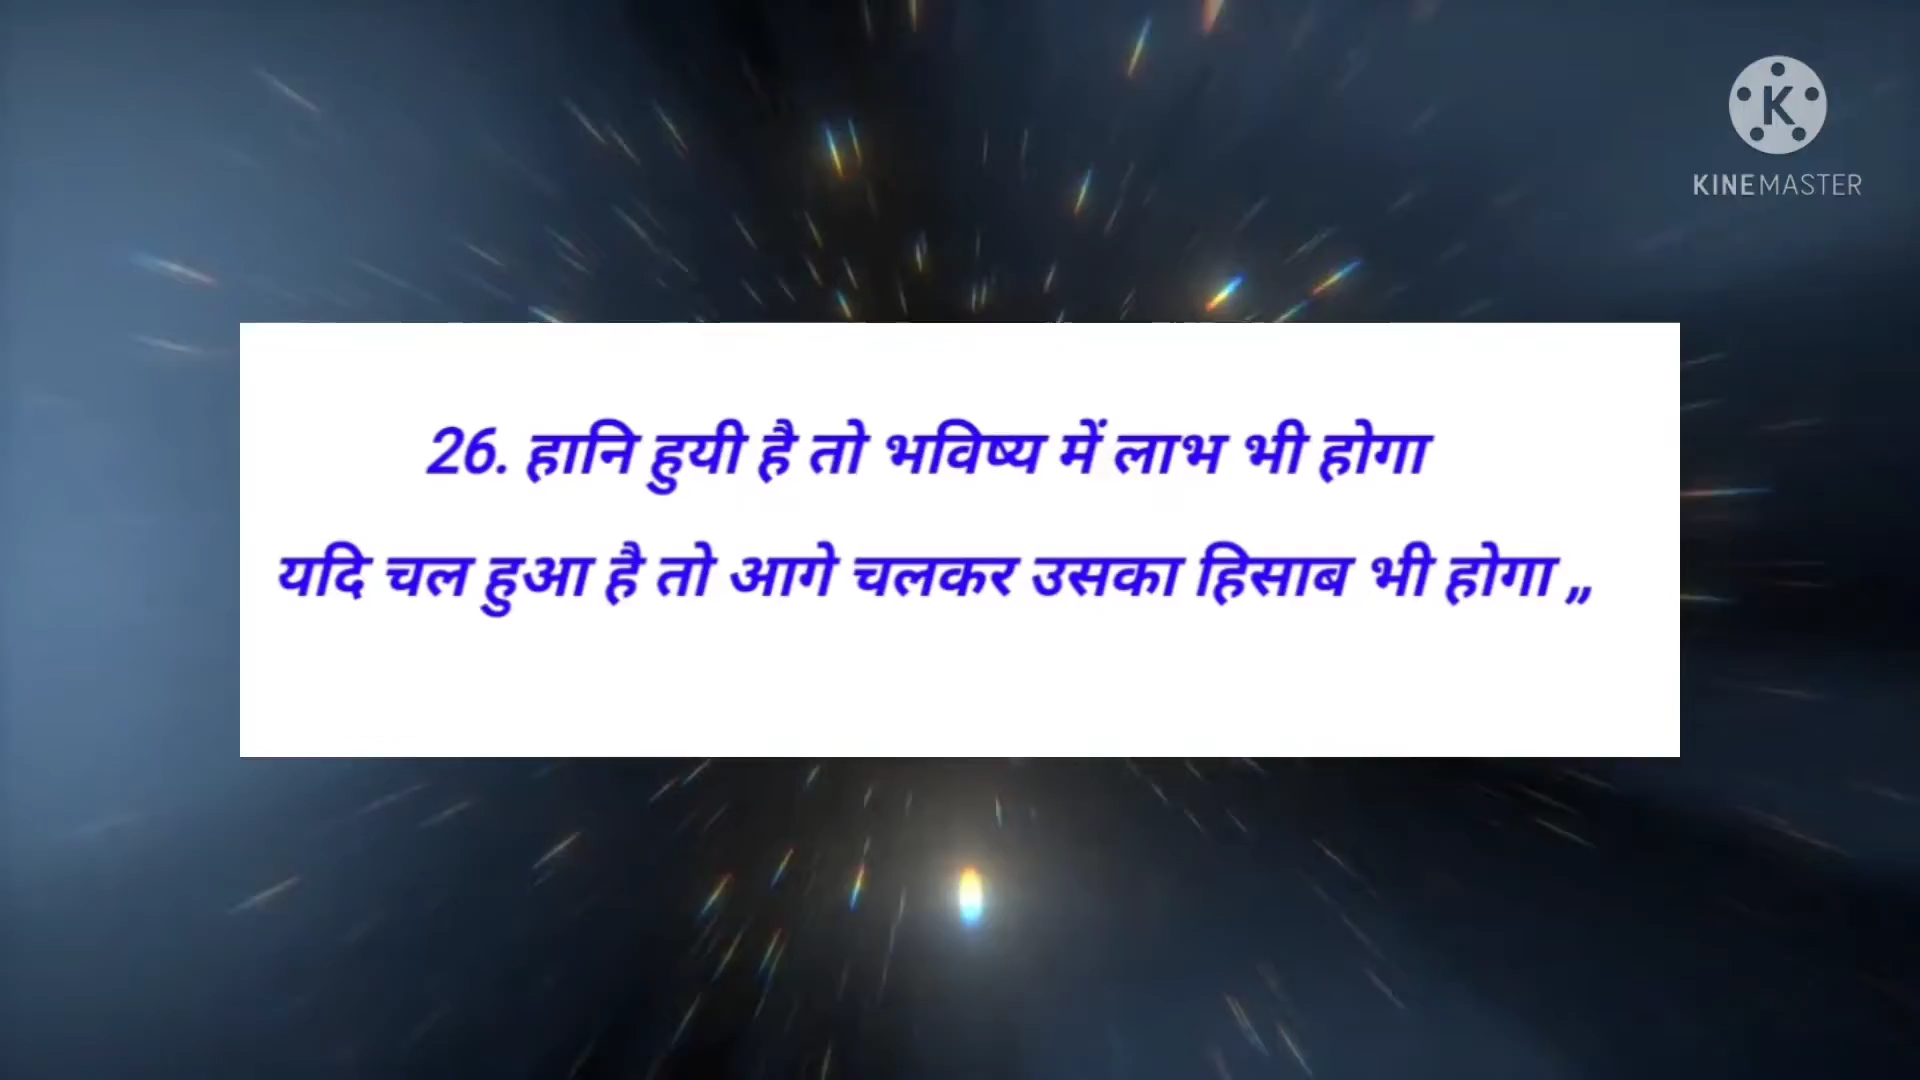 KINEMASTER
26. हानि हुयी है तो भविष्य में लाभ भी होगा
यदि चल हुआ है तो आगे चलकर उसका हिसाब भी होगा „